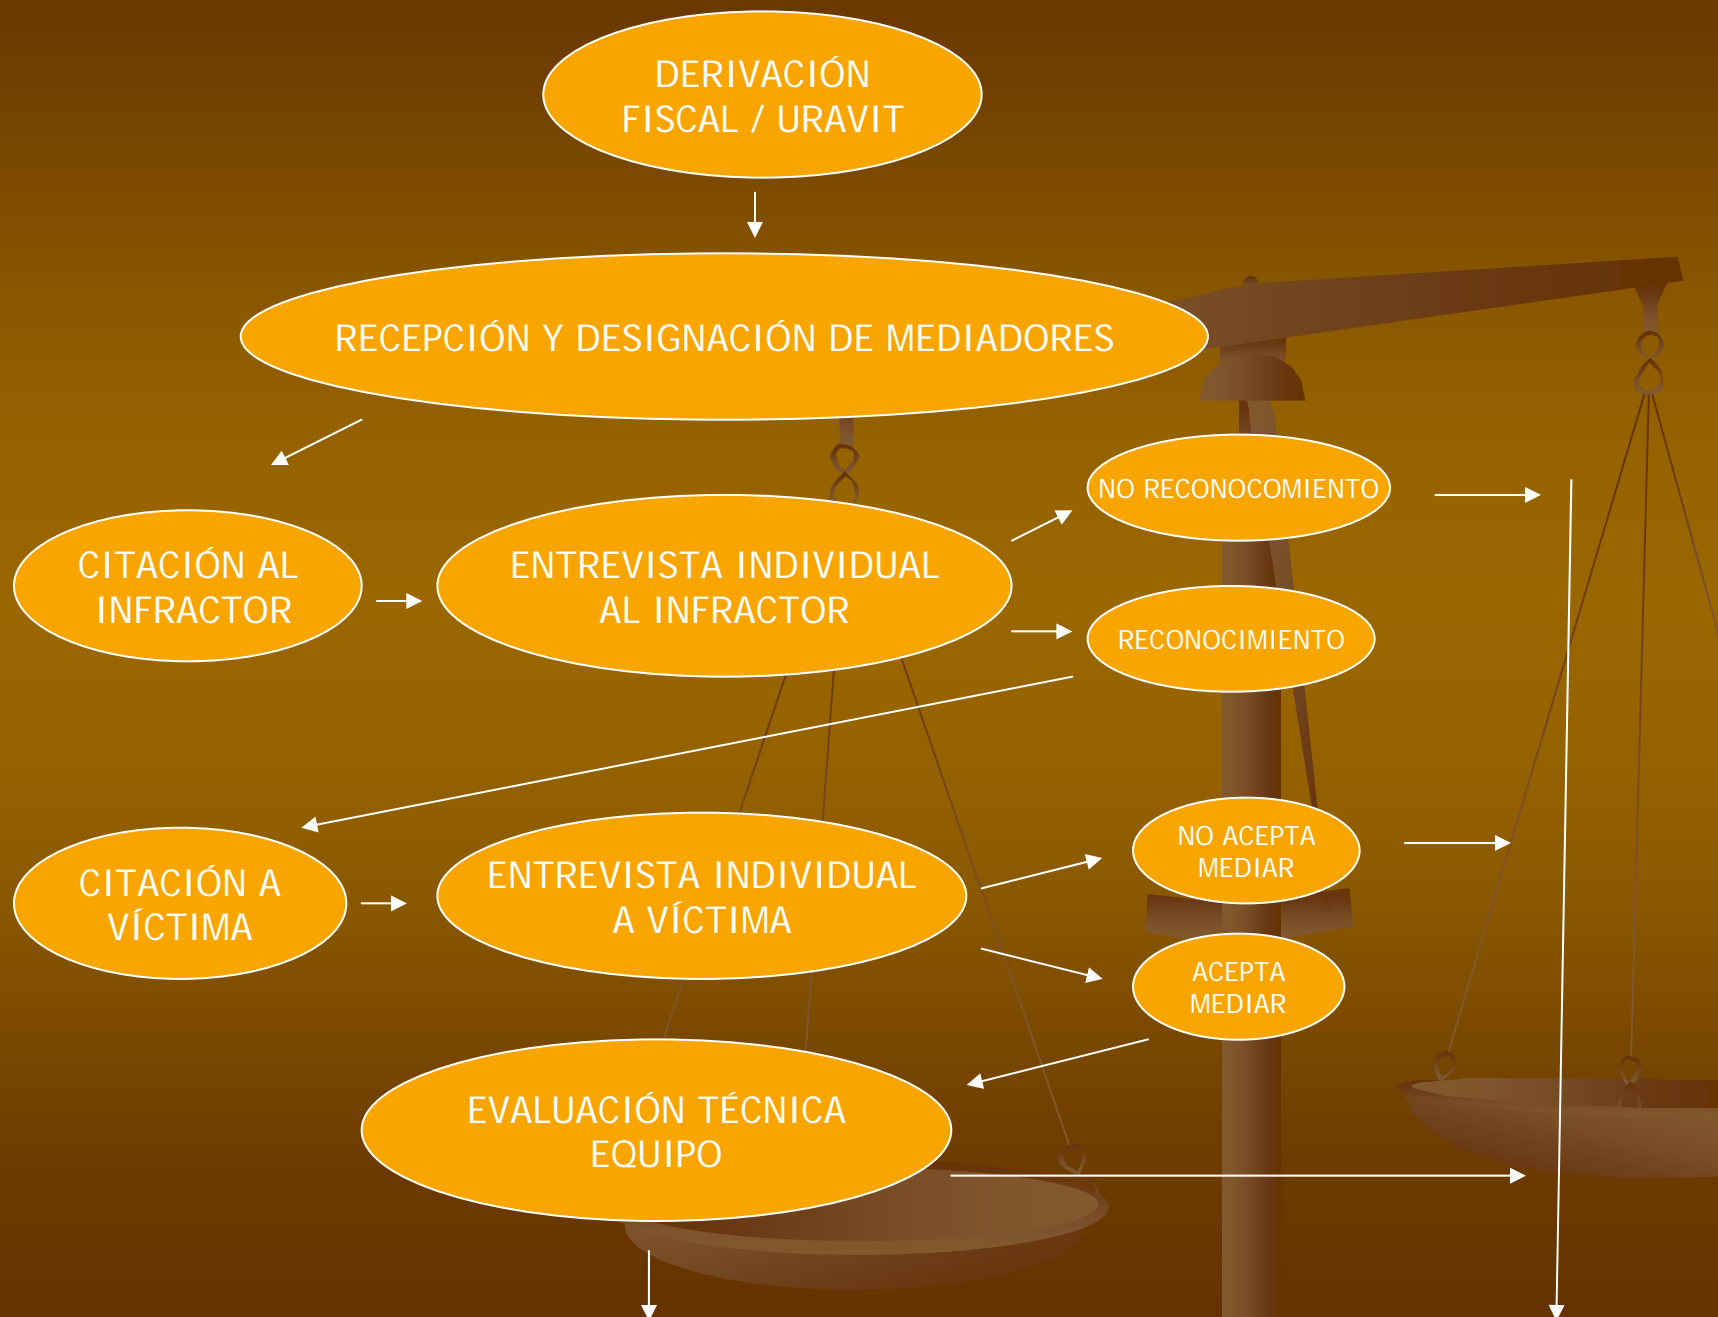 DERIVACIÓN
FISCAL / URAVIT
RECEPCIÓN Y DESIGNACIÓN DE MEDIADORES
NO RECONOCOMIENTO
CITACIÓN AL
INFRACTOR
ENTREVISTA INDIVIDUAL
AL INFRACTOR
RECONOCIMIENTO
NO ACEPTA
MEDIAR
CITACIÓN A
VÍCTIMA
ENTREVISTA INDIVIDUAL
A VÍCTIMA
ACEPTA
MEDIAR
EVALUACIÓN TÉCNICA
EQUIPO